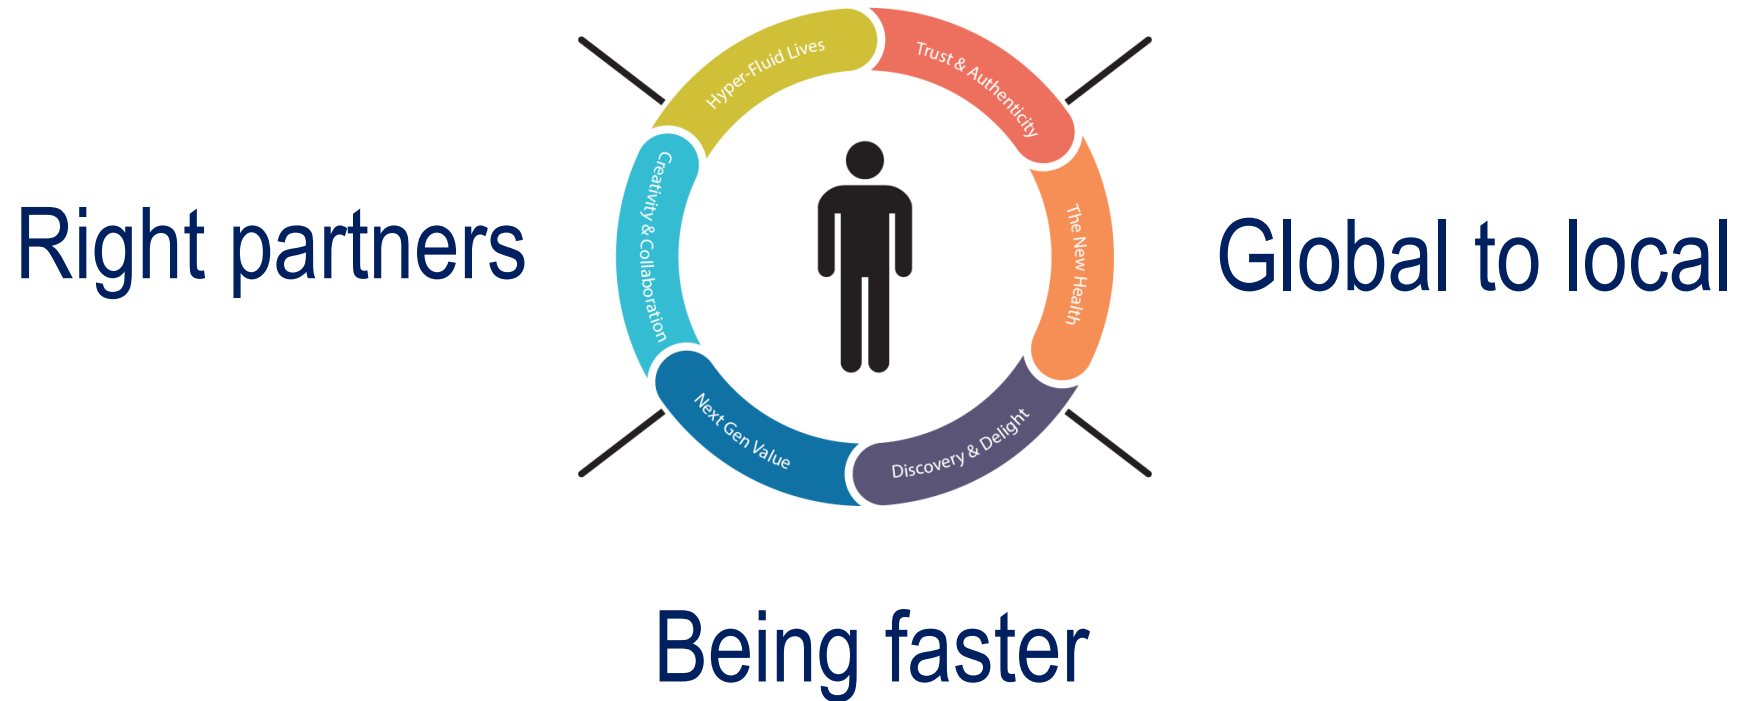 Hyper-Fluid Lives
Trust & Authenticity
Creativity & Collaboration
The New Health
Right partners
Global to local
Next Gen Value
Discovery & Delight
Being faster